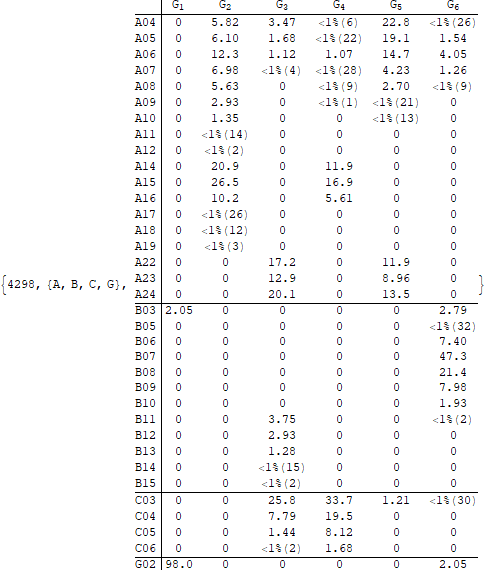 G1 G2 G3 G4 G5 G6
A04 0 5.82 3.47 <1%(6) 22.8 <1%(26)
A05 0 6.10 1.68 <1%(22) 19.1 1.54
A06 0 12.3 1.12 1.07 14.7 4.05
A07 0 6.98 <1%(4) <1%(28) 4.23 1.26
A08 0 5.63 0 <1%(9) 2.70 <1%(9)
A09 0 2.93 0 <1%(1) <1%(21) 0
A10 0 1.35 0 0 <1%(13) 0
A11 0 <1%(14) 0 0 0 0
A12 0 <1%(2) 0 0 0 0
A14 0 20.9 0 11.9 0 0
A15 0 26.5 0 16.9 0 0
A16 0 10.2 0 5.61 0 0
A17 0 <1%(26) 0 0 0 0
A18 0 <1%(12) 0 0 0 0
A19 0 <1%(3) 0 0 0 0
A22 0 0 17.2 0 11.9 0
{4298, {A, B, C, G}, A23 0 0 12.9 0 8.96 0 }
A24 0 0 20.1 0 13.5 0
B03 2.05 0 0 0 0 2.79
B05 0 0 0 0 0 <1%(32)
B06 0 0 0 0 0 7.40
B07 0 0 0 0 0 47.3
B08 0 0 0 0 0 21.4
B09 0 0 0 0 0 7.98
B10 0 0 0 0 0 1.93
B11 0 0 3.75 0 0 <1%(2)
B12 0 0 2.93 0 0 0
B13 0 0 1.28 0 0 0
B14 0 0 <1%(15) 0 0 0
B15 0 0 <1%(2) 0 0 0
C03 0 0 25.8 33.7 1.21 <1%(30)
C04 0 0 7.79 19.5 0 0
C05 0 0 1.44 8.12 0 0
C06 0 0 <1%(2) 1.68 0 0
G02 98.0 0 0 0 0 2.05